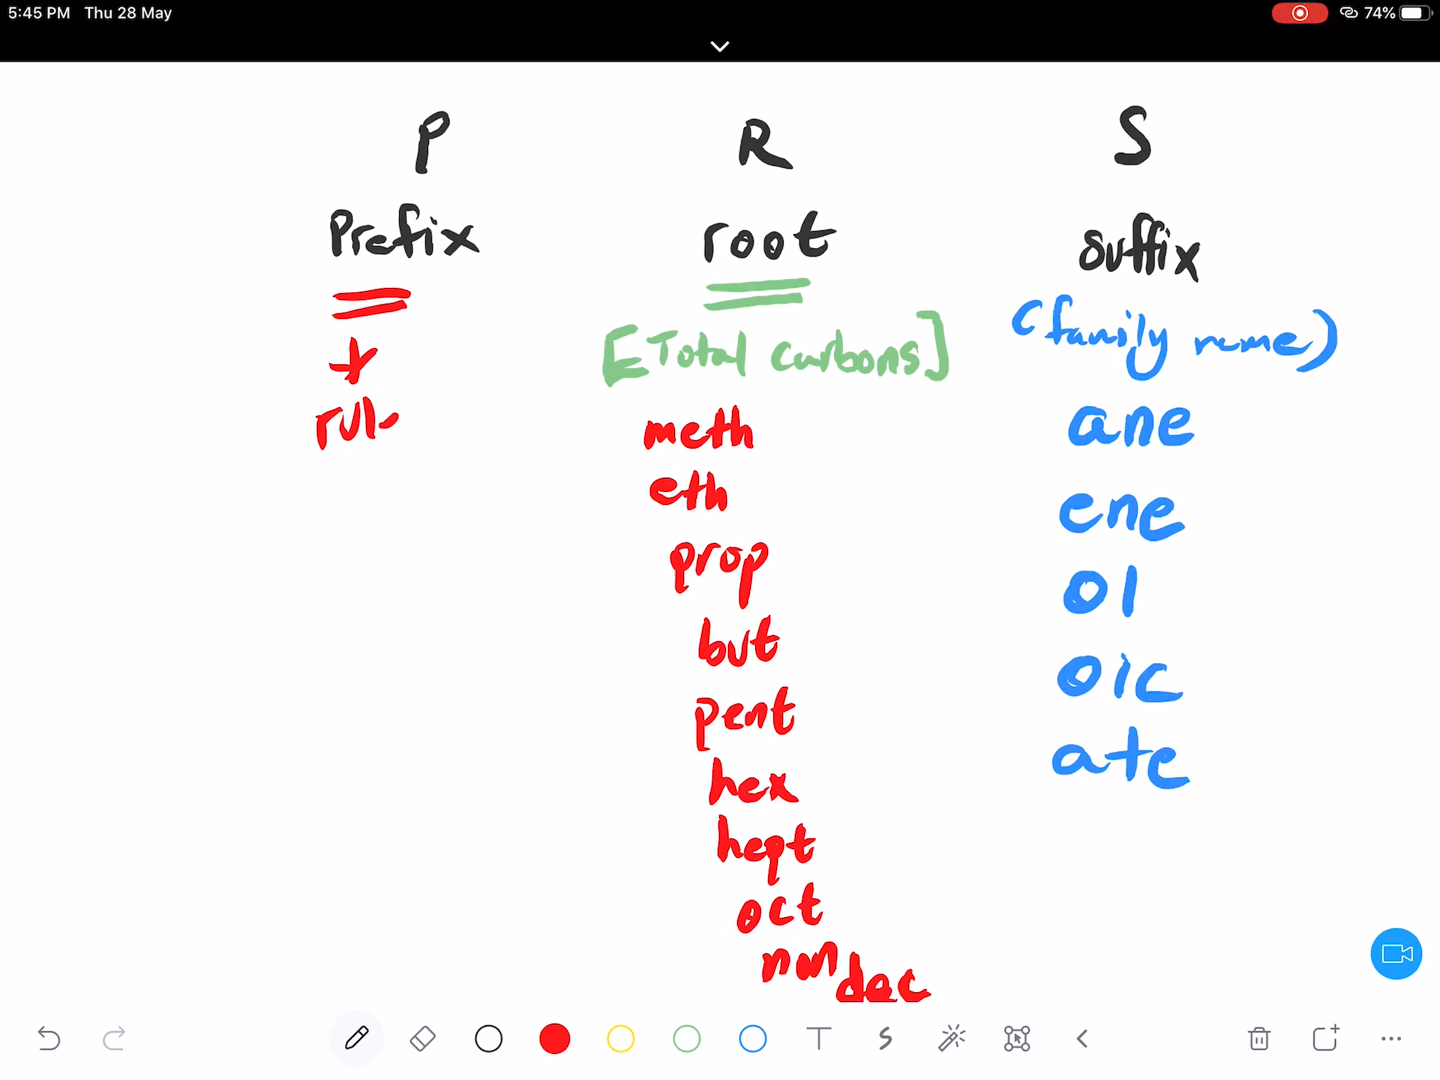 5:45 PM Thu 28 May 74%
P R S
Prefix root suffix
[Total carbons] (family name)
+
rule
meth ane
eth ene
prop ol
but oic
pent ate
hex
hept
oct
non dec
T